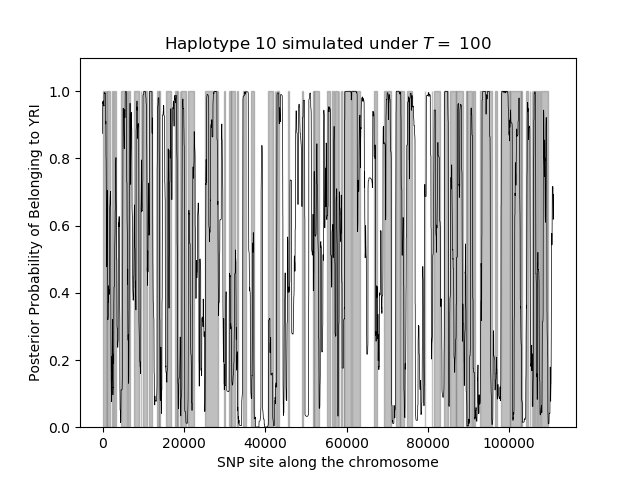 Haplotype 10 simulated under T = 100
Posterior Probability of Belonging to YRI
1.0
0.8
0.6
0.4
0.2
0.0
0 20000 40000 60000 80000 100000
SNP site along the chromosome